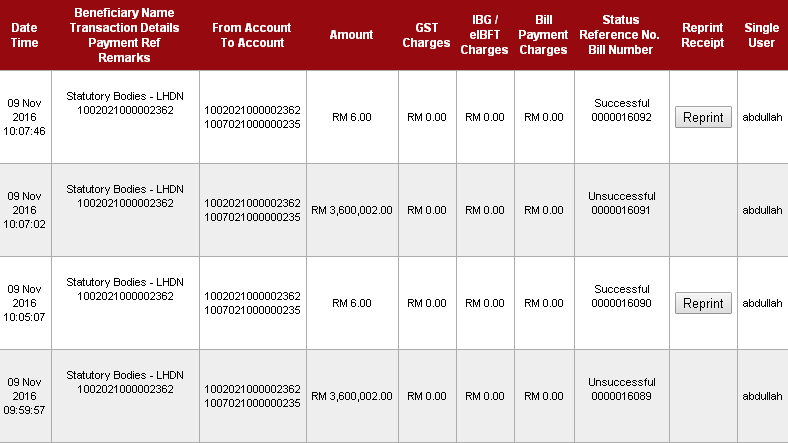 Date
Time
Beneficiary Name
Transaction Details
Payment Ref
Remarks
From Account
To Account
Amount
GST
Charges
IBG /
eIBFT
Charges
Bill
Payment
Charges
Status
Reference No.
Bill Number
Reprint
Receipt
Single
User
09 Nov
2016
10:07:46
Statutory Bodies - LHDN
1002021000002362
1002021000002362
1007021000000235
RM 6.00
RM 0.00
RM 0.00
RM 0.00
Successful
0000016092
Reprint
abdullah
09 Nov
2016
10:07:02
Statutory Bodies - LHDN
1002021000002362
1002021000002362
1007021000000235
RM 3,600,002.00
RM 0.00
RM 0.00
RM 0.00
Unsuccessful
0000016091
abdullah
09 Nov
2016
10:05:07
Statutory Bodies - LHDN
1002021000002362
1002021000002362
1007021000000235
RM 6.00
RM 0.00
RM 0.00
RM 0.00
Successful
0000016090
Reprint
abdullah
09 Nov
2016
09:59:57
Statutory Bodies - LHDN
1002021000002362
1002021000002362
1007021000000235
RM 3,600,002.00
RM 0.00
RM 0.00
RM 0.00
Unsuccessful
0000016089
abdullah